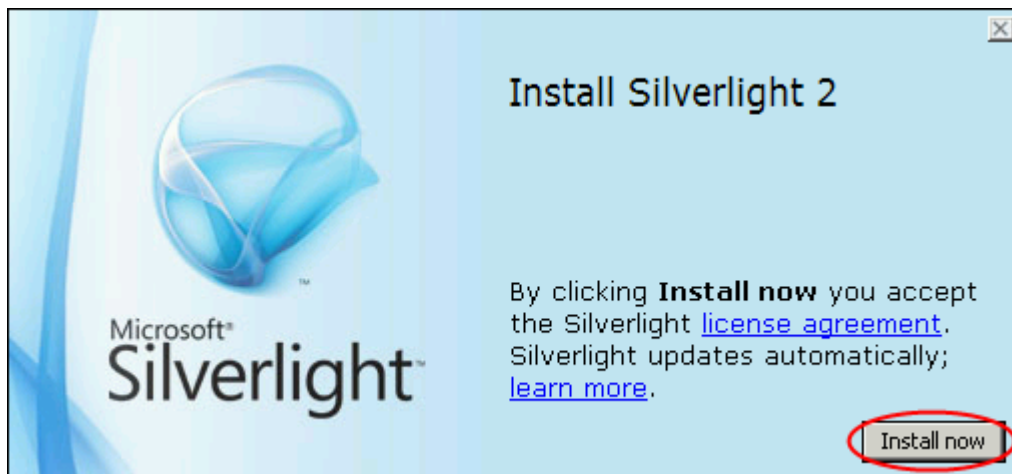 Install Silverlight 2
Microsoft®
Silverlight™
™
By clicking Install now you accept
the Silverlight license agreement.
Silverlight updates automatically;
learn more.
Install now